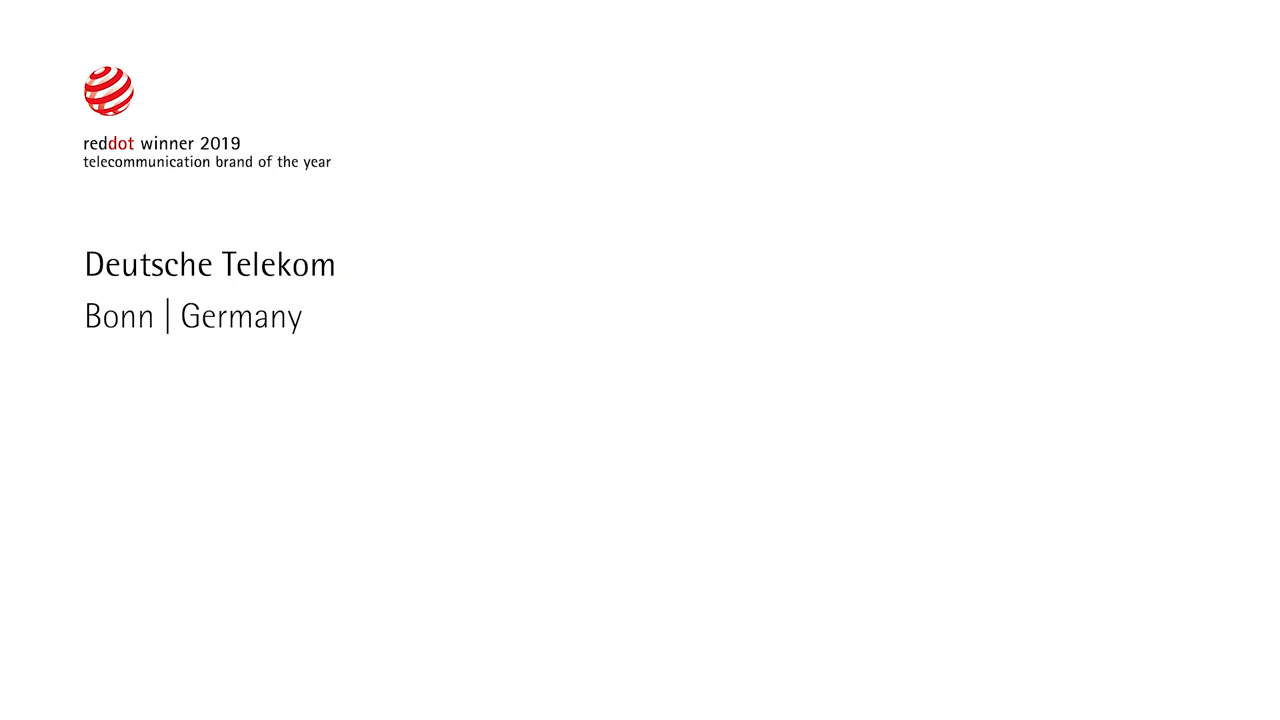 reddot winner 2019
telecommunication brand of the year
Deutsche Telekom
Bonn | Germany